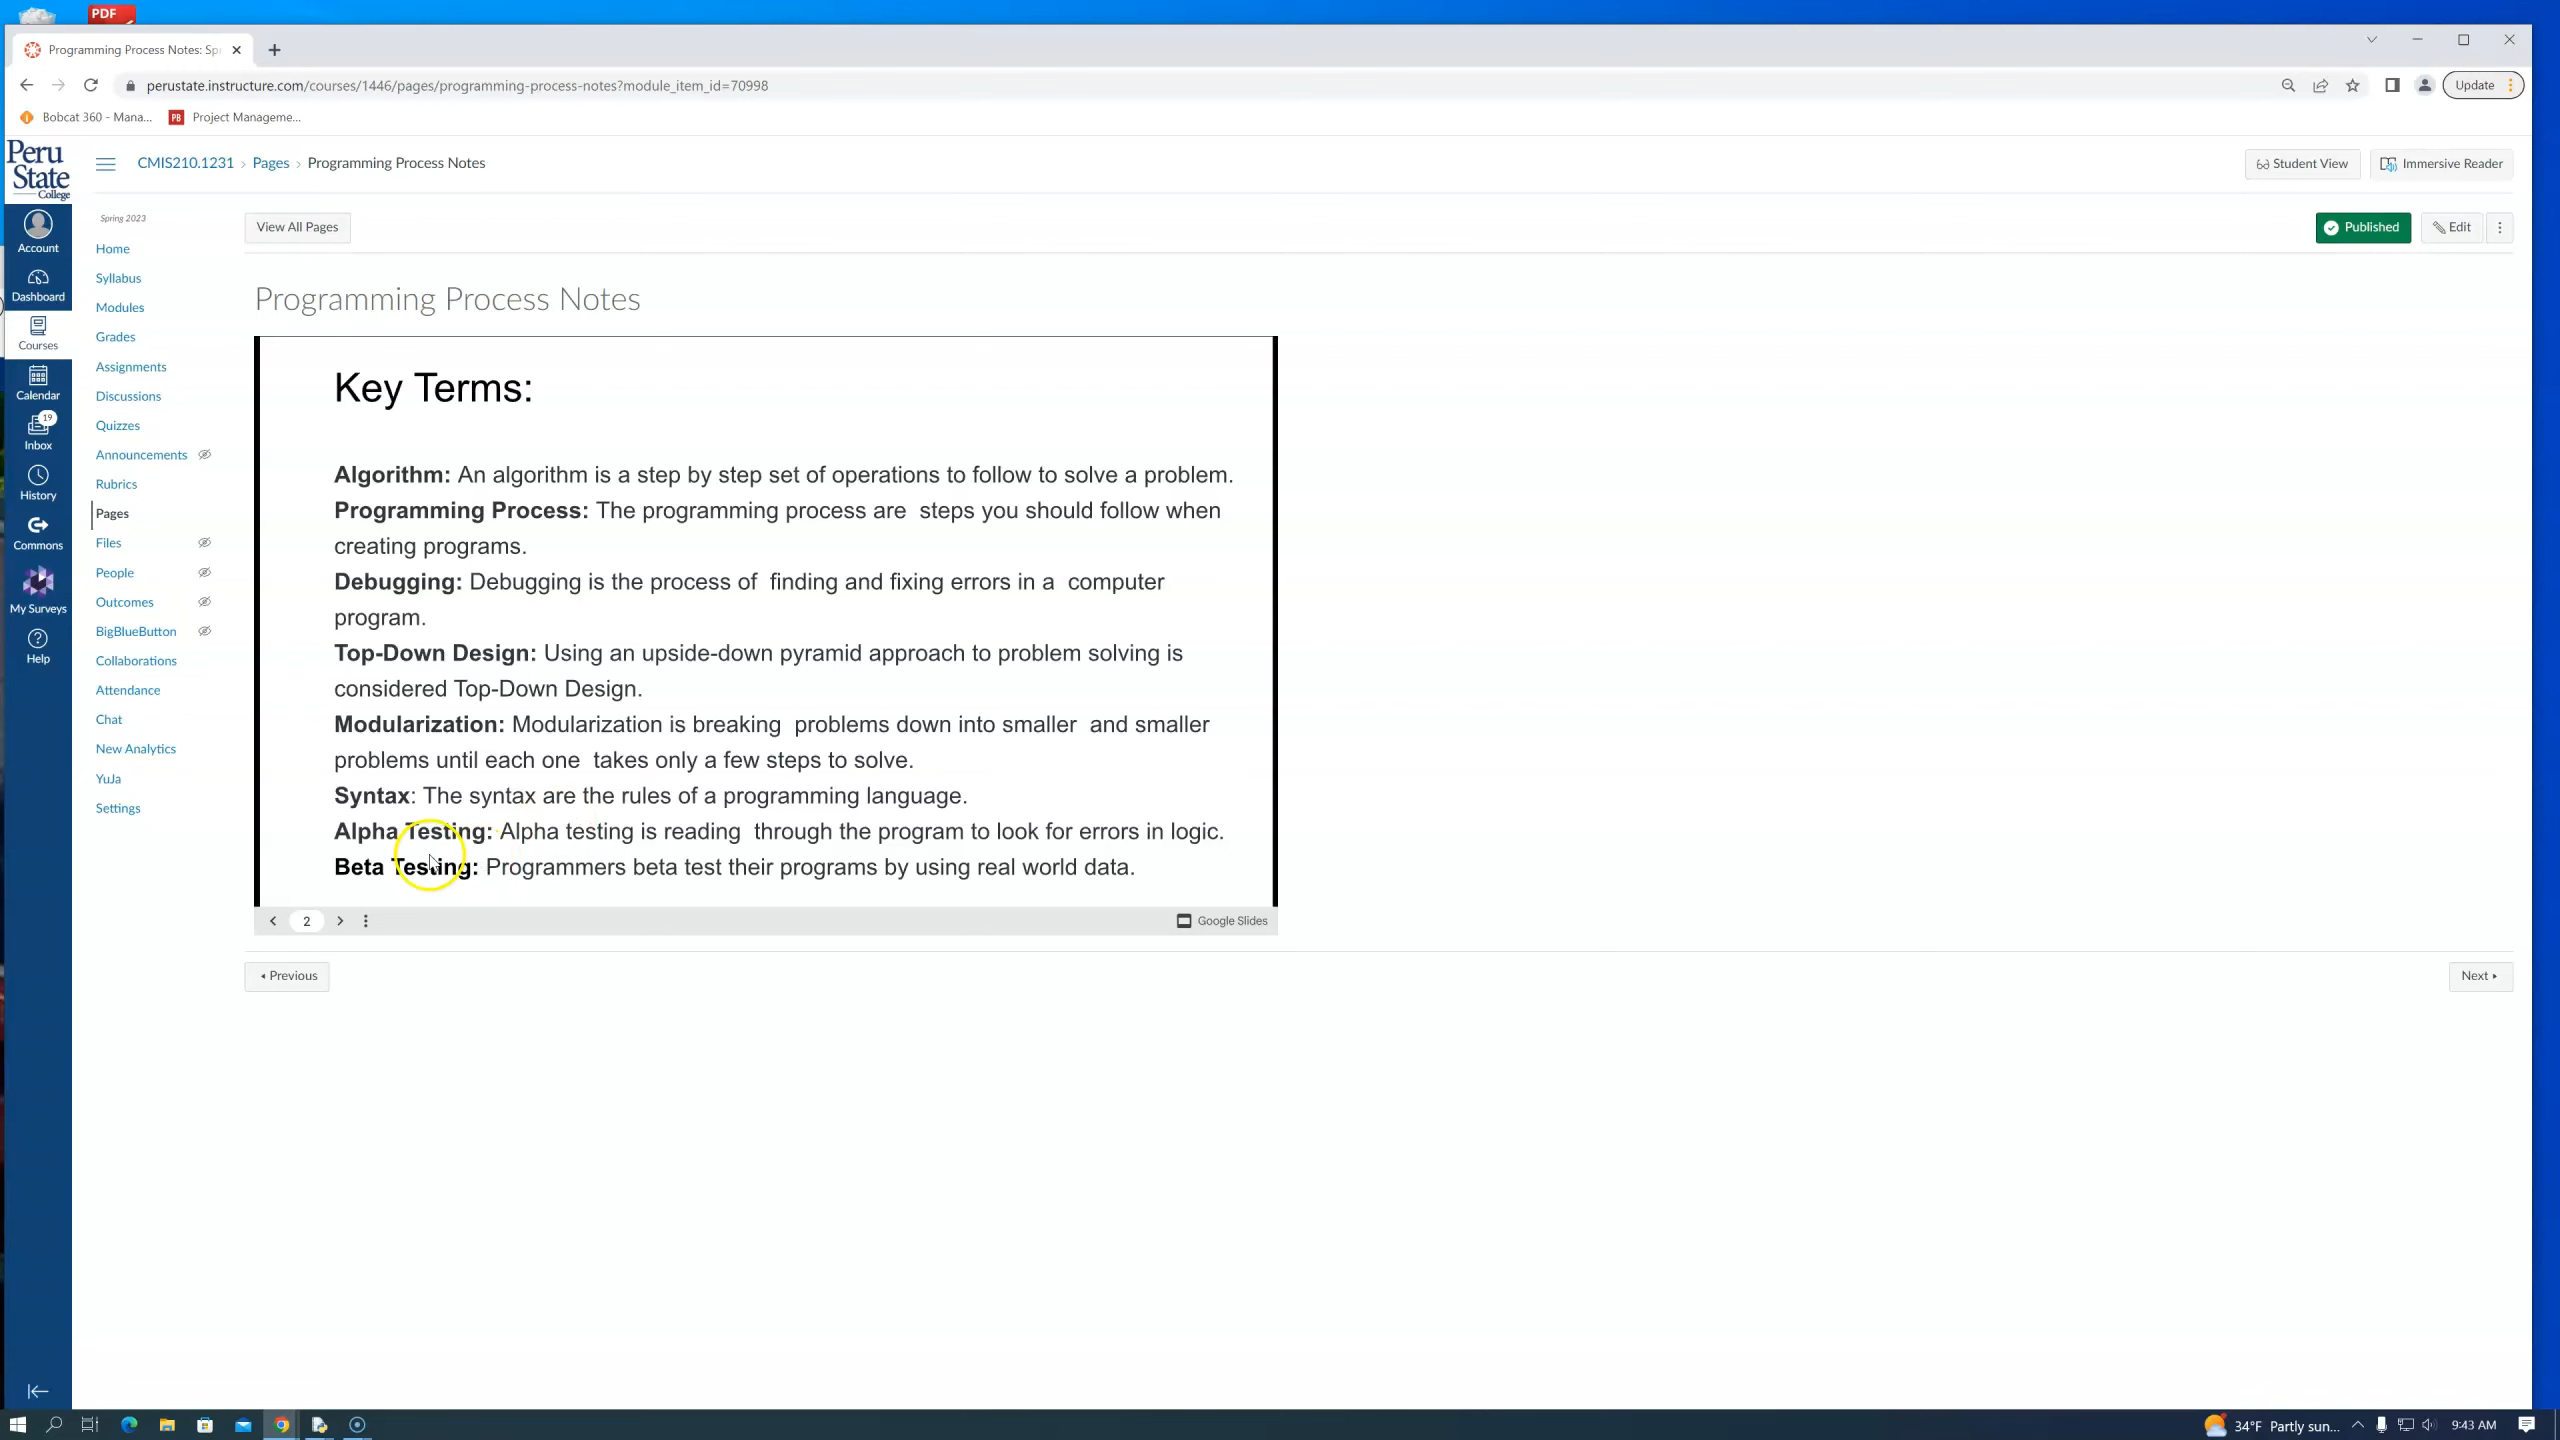 PDF
Programming Process Notes: Sp
perustate.instructure.com/courses/1446/pages/programming-process-notes?module_item_id=70998
Update
Bobcat 360 - Mana...
PB Project Manageme...
Peru State College
CMIS210.1231 › Pages › Programming Process Notes
Student View
Immersive Reader
Account
Dashboard
Courses
Calendar
19
Inbox
History
Commons
My Surveys
Help
Spring 2023
Home
Syllabus
Modules
Grades
Assignments
Discussions
Quizzes
Announcements
Rubrics
Pages
Files
People
Outcomes
BigBlueButton
Collaborations
Attendance
Chat
New Analytics
YuJa
Settings
View All Pages
Published
Edit
Programming Process Notes
Key Terms:
Algorithm: An algorithm is a step by step set of operations to follow to solve a problem.
Programming Process: The programming process are steps you should follow when
creating programs.
Debugging: Debugging is the process of finding and fixing errors in a computer
program.
Top-Down Design: Using an upside-down pyramid approach to problem solving is
considered Top-Down Design.
Modularization: Modularization is breaking problems down into smaller and smaller
problems until each one takes only a few steps to solve.
Syntax: The syntax are the rules of a programming language.
Alpha Testing: Alpha testing is reading through the program to look for errors in logic.
Beta Testing: Programmers beta test their programs by using real world data.
2
Google Slides
Previous
Next
34°F Partly sun...
9:43 AM